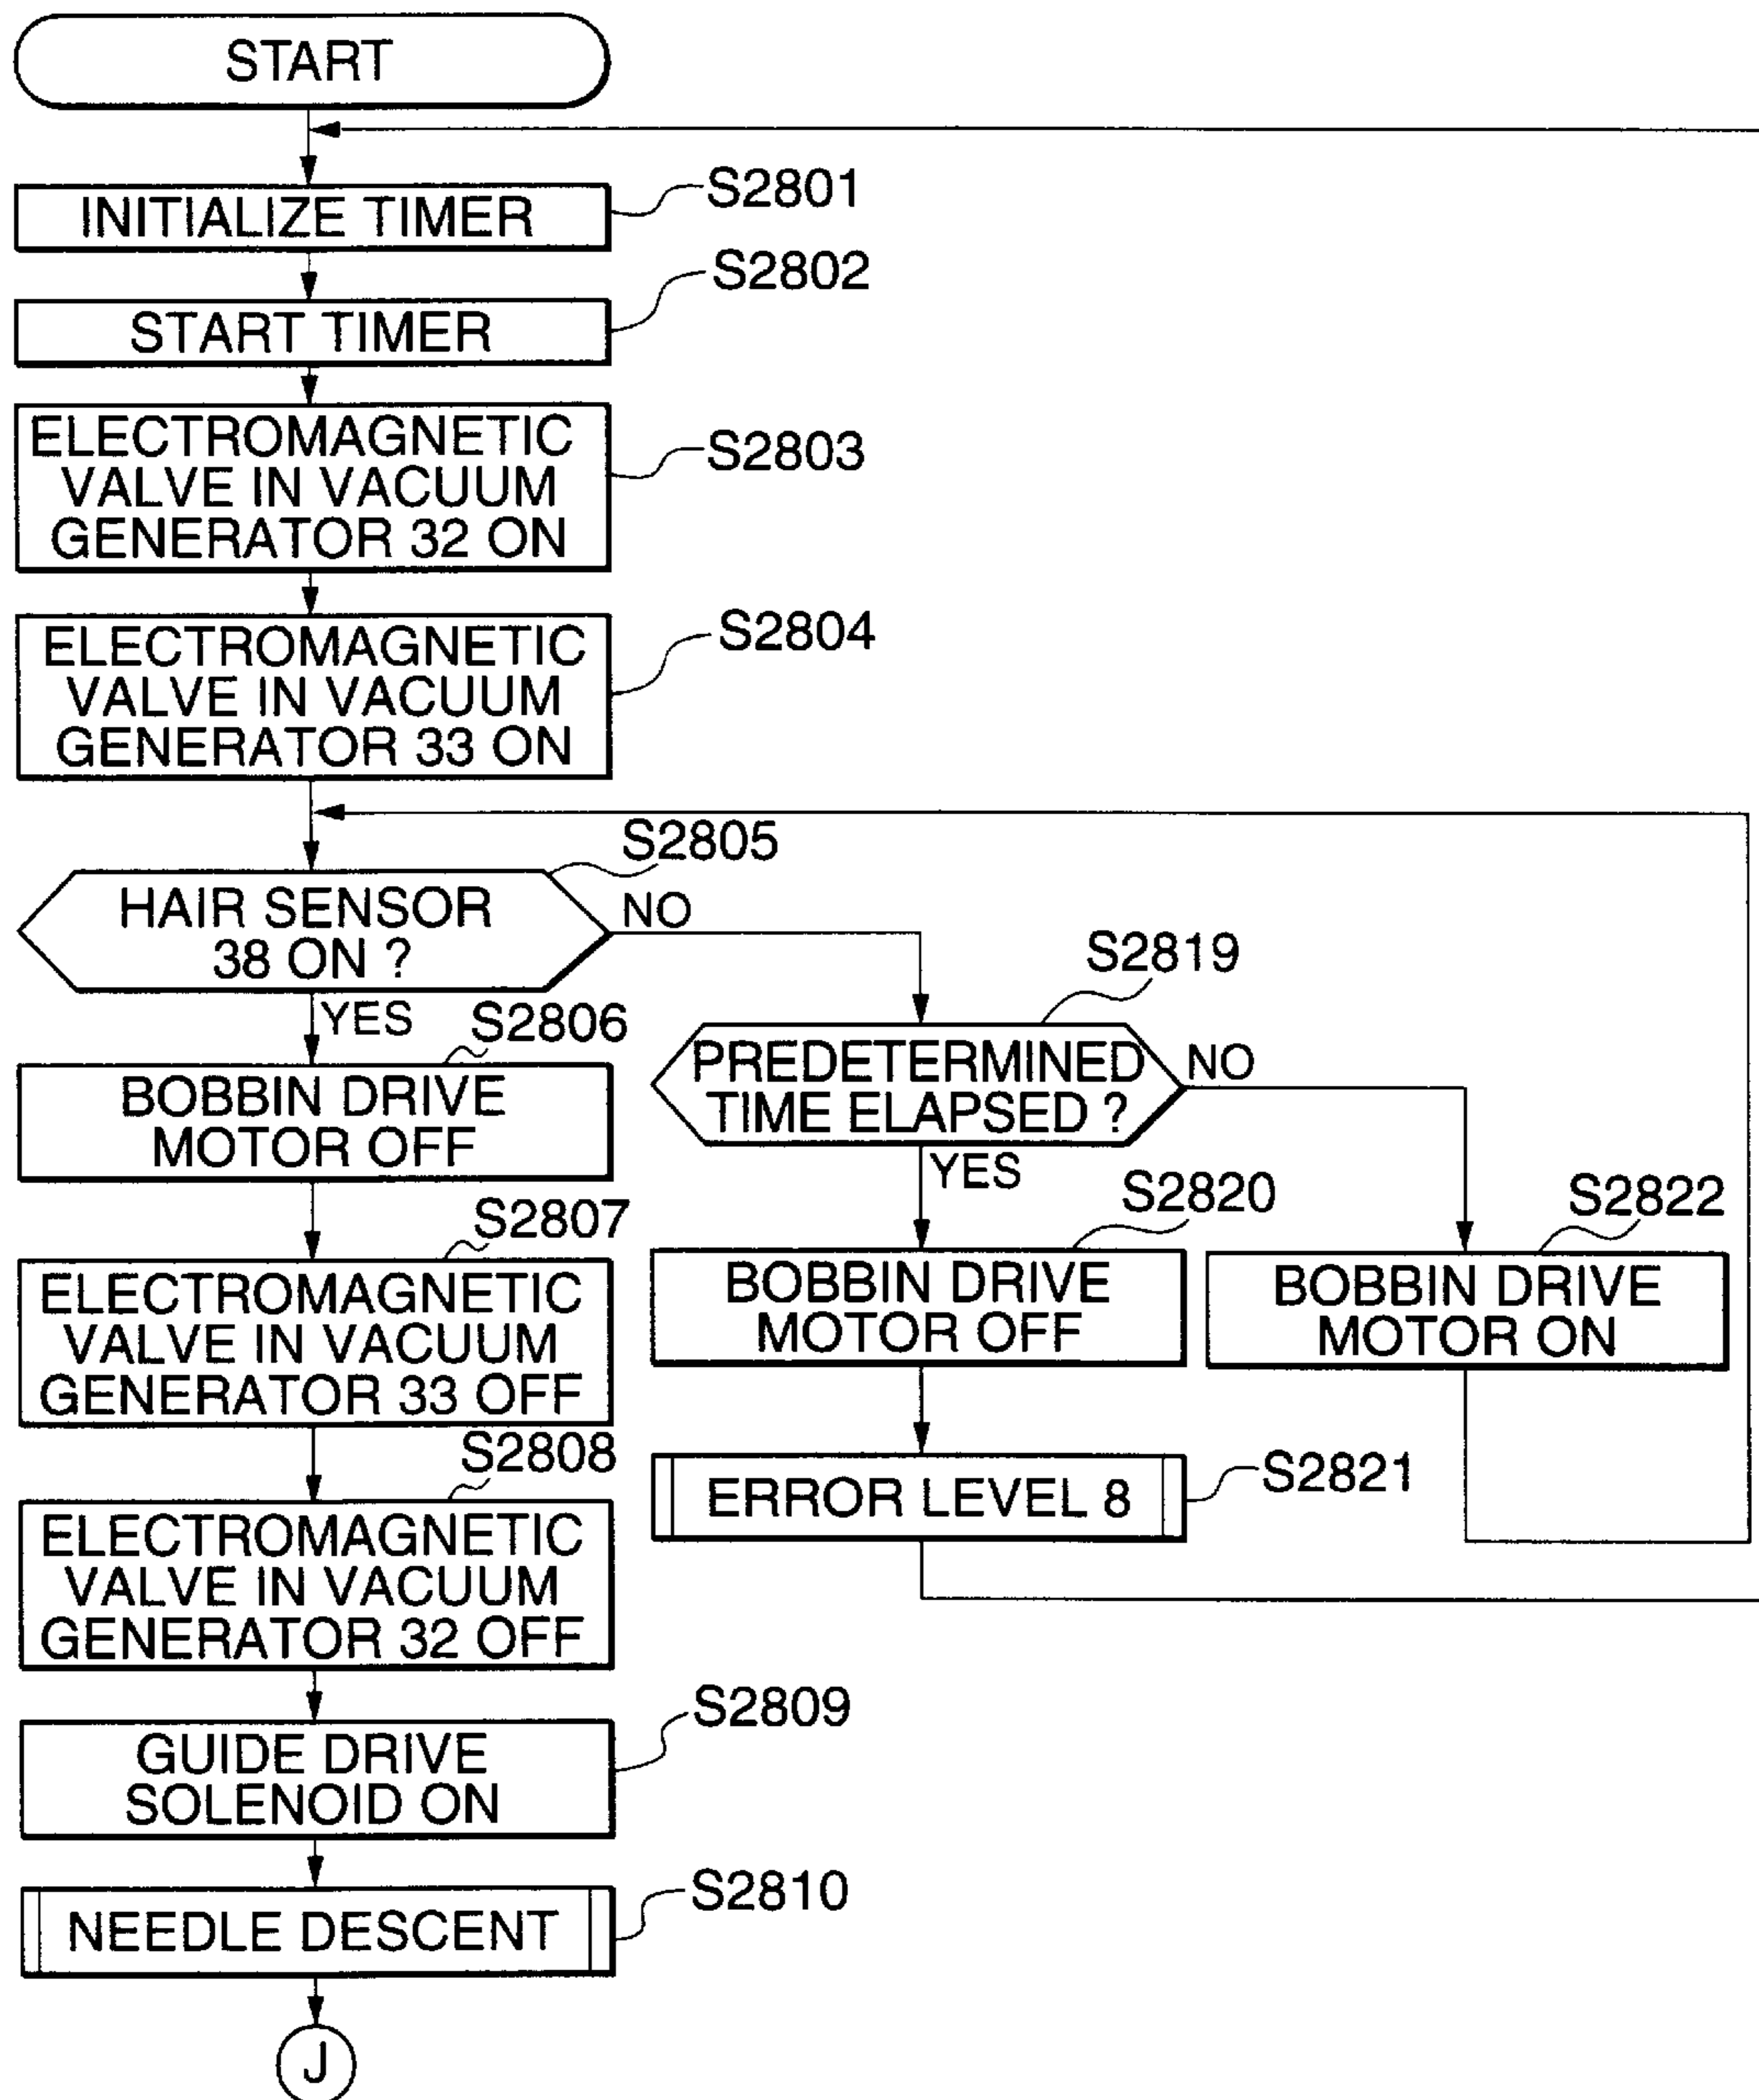 START
INITIALIZE TIMER
S2801
START TIMER
S2802
ELECTROMAGNETIC
VALVE IN VACUUM
GENERATOR 32 ON
S2803
ELECTROMAGNETIC
VALVE IN VACUUM
GENERATOR 33 ON
S2804
S2805
HAIR SENSOR
38 ON ?
NO
YES
S2806
BOBBIN DRIVE
MOTOR OFF
S2807
ELECTROMAGNETIC
VALVE IN VACUUM
GENERATOR 33 OFF
S2808
ELECTROMAGNETIC
VALVE IN VACUUM
GENERATOR 32 OFF
S2809
GUIDE DRIVE
SOLENOID ON
S2810
NEEDLE DESCENT
J
S2819
PREDETERMINED
TIME ELAPSED ?
NO
YES
S2820
BOBBIN DRIVE
MOTOR OFF
S2821
ERROR LEVEL 8
S2822
BOBBIN DRIVE
MOTOR ON